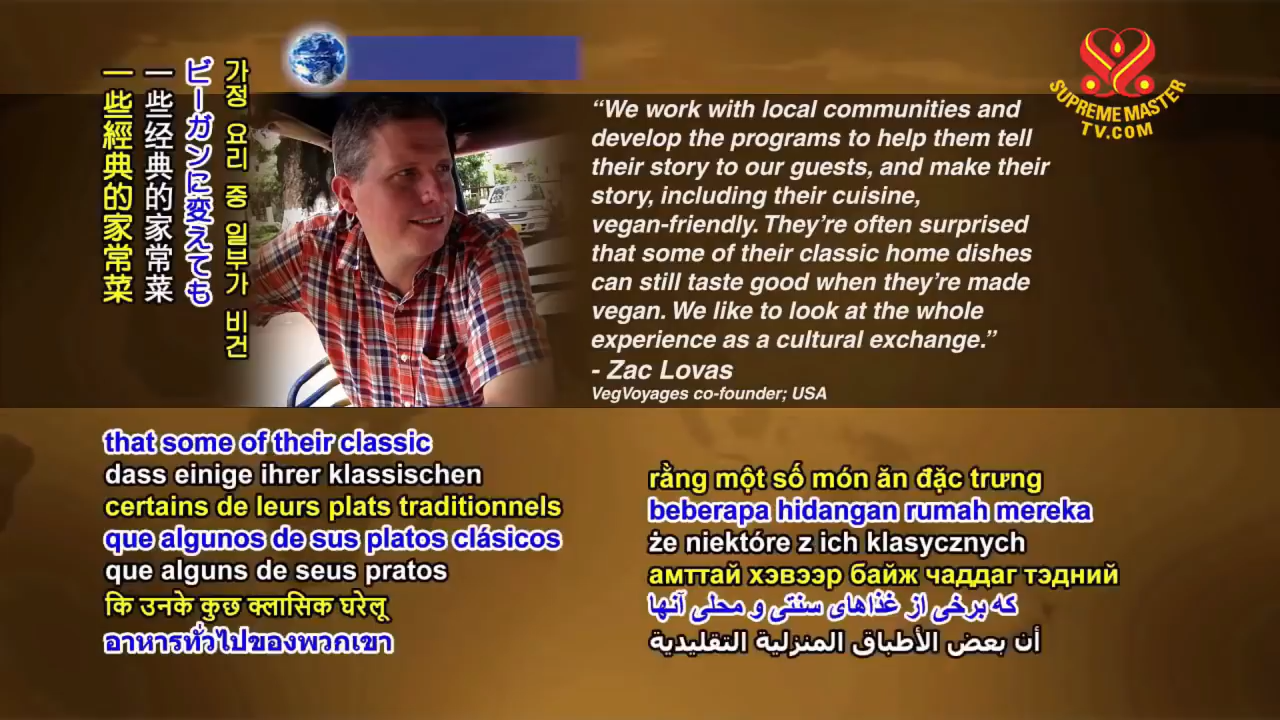 一些經典的家常菜
一些经典的家常菜
ビーガンに変えても
가정 요리 중 일부가 비건
SUPREME MASTER
TV.COM
“We work with local communities and
develop the programs to help them tell
their story to our guests, and make their
story, including their cuisine,
vegan-friendly. They’re often surprised
that some of their classic home dishes
can still taste good when they’re made
vegan. We like to look at the whole
experience as a cultural exchange.”
- Zac Lovas
VegVoyages co-founder; USA
that some of their classic
dass einige ihrer klassischen
certains de leurs plats traditionnels
que algunos de sus platos clásicos
que alguns de seus pratos
कि उनके कुछ क्लासिक घरेलू
อาหารทั่วไปของพวกเขา
rằng một số món ăn đặc trưng
beberapa hidangan rumah mereka
że niektóre z ich klasycznych
амттай хэвээр байж чаддаг тэдний
که برخی از غذاهای سنتی و محلی آنها
أن بعض الأطباق المنزلية التقليدية